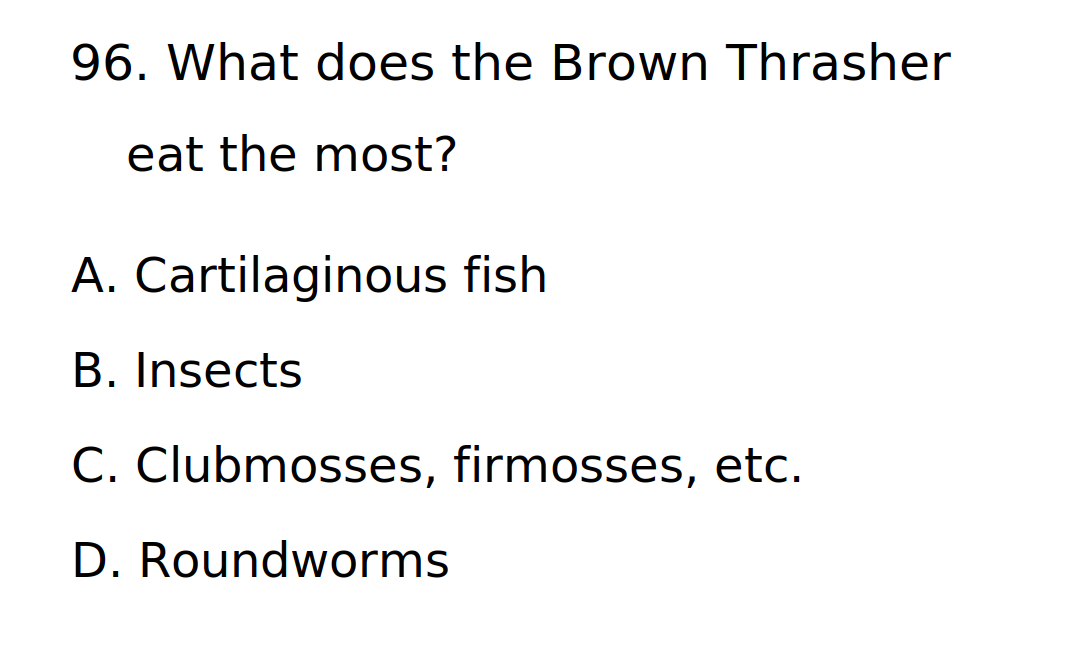 96. What does the Brown Thrasher
eat the most?
A. Cartilaginous fish
B. Insects
C. Clubmosses, firmosses, etc.
D. Roundworms